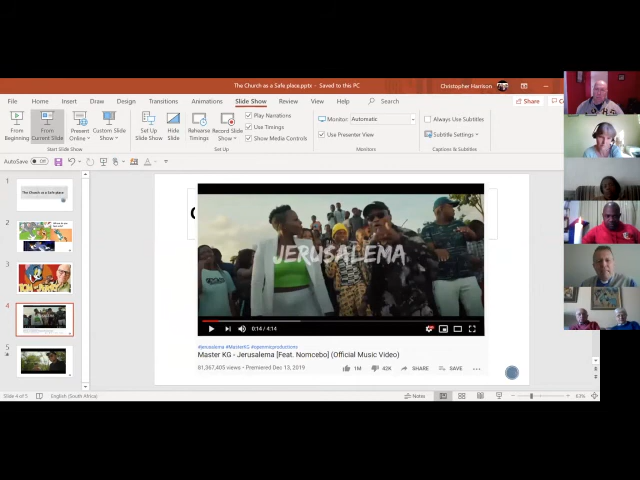 The Church as a Safe place.pptx - Saved to this PC
Christopher Harrison
File Home Insert Design Transitions Animations Slide Show Review View Help Search
Share
From Beginning
From Current Slide
Present Online
Custom Slide Show
Set Up Slide Show
Hide Slide
Rehearse Timings
Record Slide Show
Play Narrations
Use Timings
Show Media Controls
Monitor: Automatic
Use Presenter View
Always Use Subtitles
Subtitle Settings
Start Slide Show
Set Up
Monitors
Captions & Subtitles
AutoSave Off
1
The Church as a Safe place
2
3
4
5
JERUSALEMA
0:14 / 4:14
#jerusalema #MasterKG #openmicproductions
Master KG - Jerusalema [Feat. Nomcebo] (Official Music Video)
81,367,405 views • Premiered Dec 13, 2019
1M 42K SHARE SAVE
Slide 4 of 5
English (South Africa)
Notes
63%